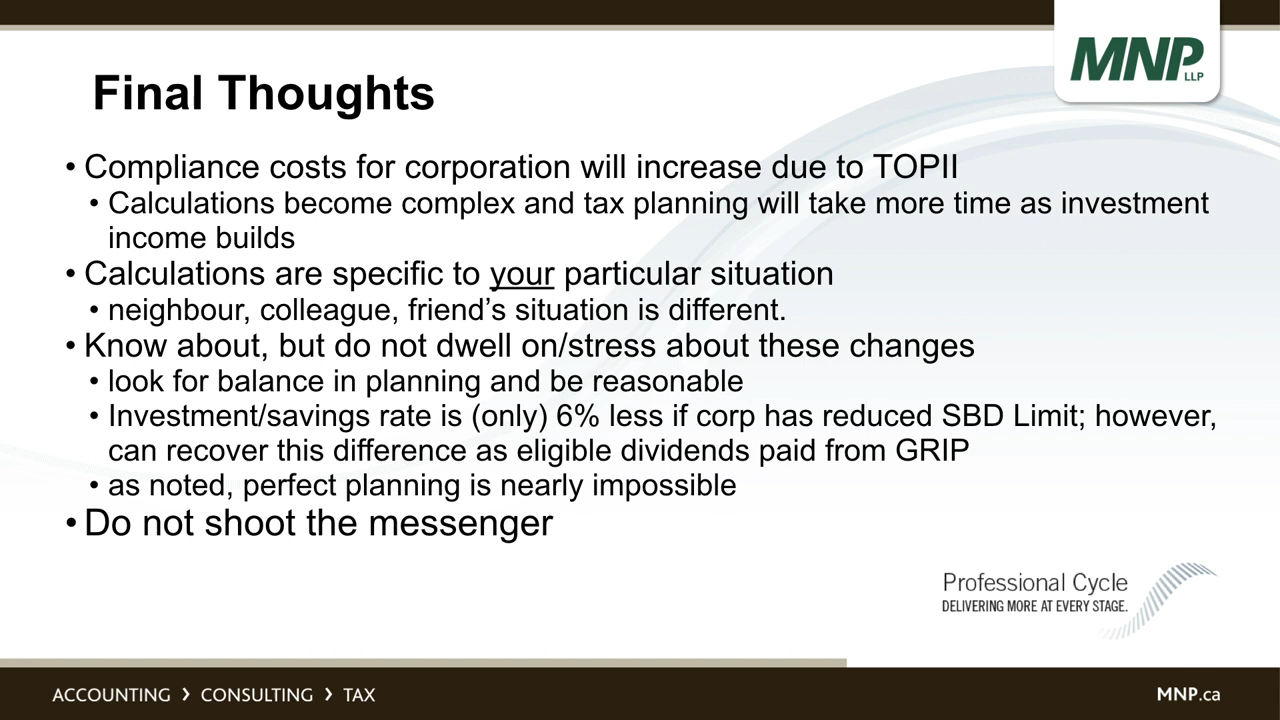 MNP
LLP
Final Thoughts
• Compliance costs for corporation will increase due to TOPII
• Calculations become complex and tax planning will take more time as investment
income builds
• Calculations are specific to your particular situation
• neighbour, colleague, friend’s situation is different.
• Know about, but do not dwell on/stress about these changes
• look for balance in planning and be reasonable
• Investment/savings rate is (only) 6% less if corp has reduced SBD Limit; however,
can recover this difference as eligible dividends paid from GRIP
• as noted, perfect planning is nearly impossible
• Do not shoot the messenger
Professional Cycle
DELIVERING MORE AT EVERY STAGE.
ACCOUNTING › CONSULTING › TAX
MNP.ca